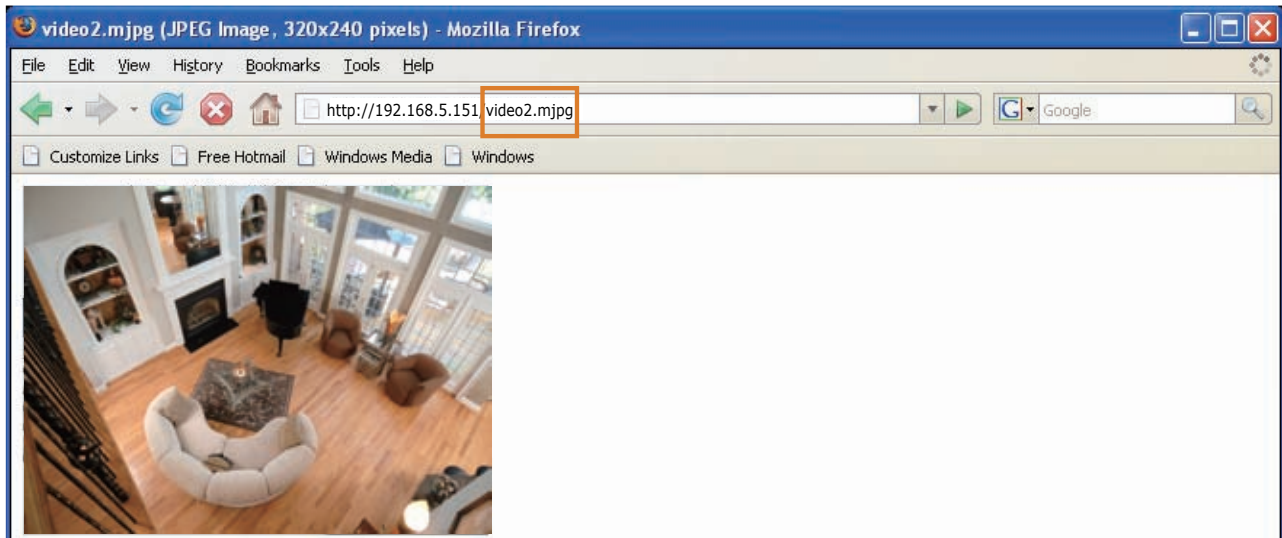 video2.mjpg (JPEG Image, 320x240 pixels) - Mozilla Firefox
File Edit View History Bookmarks Tools Help
http://192.168.5.151/video2.mjpg G Google
Customize Links Free Hotmail Windows Media Windows